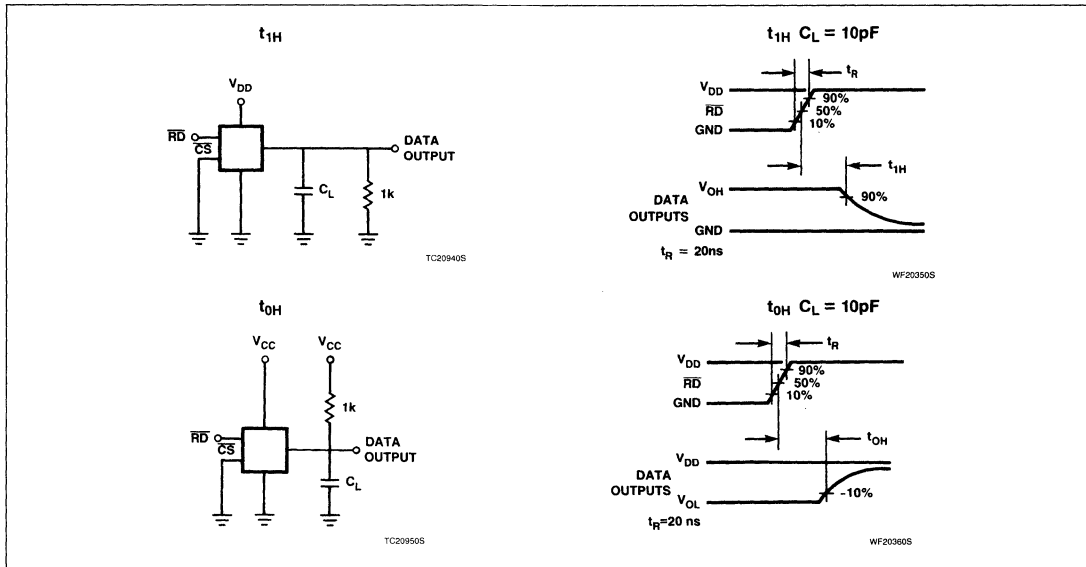 t1H
VDD
RD
CS
DATA
OUTPUT
CL
1k
TC20940S
t1H CL = 10pF
tR
VDD
90%
RD
50%
10%
GND
t1H
VOH
90%
DATA
OUTPUTS
GND
tR = 20ns
WF20350S
t0H
VCC
VCC
1k
RD
CS
DATA
OUTPUT
CL
TC20950S
t0H CL = 10pF
tR
VDD
90%
RD
50%
10%
GND
tOH
VDD
DATA
OUTPUTS
-10%
VOL
tR=20 ns
WF20360S